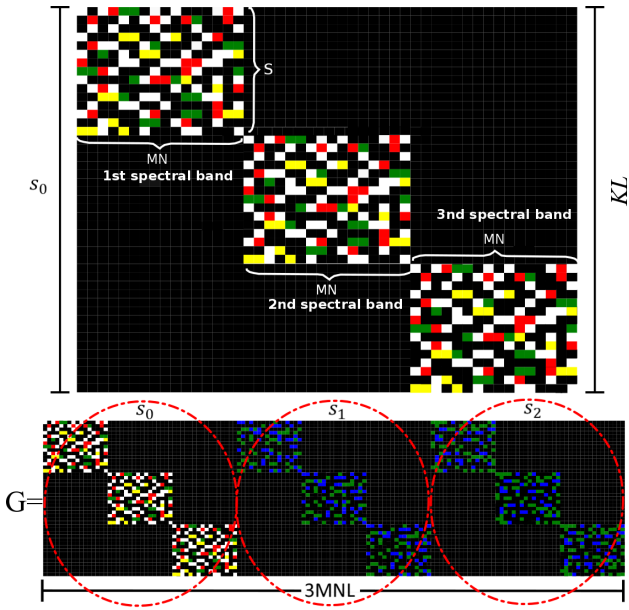 S
MN
1st spectral band
s₀
KL
3nd spectral band
MN
MN
2nd spectral band
s₀ s₁ s₂
G=
3MNL